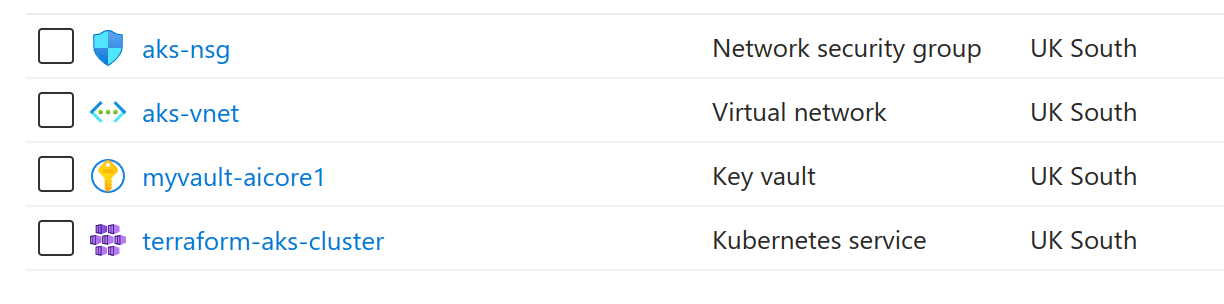 aks-nsg Network security group UK South
aks-vnet Virtual network UK South
myvault-aicore1 Key vault UK South
terraform-aks-cluster Kubernetes service UK South